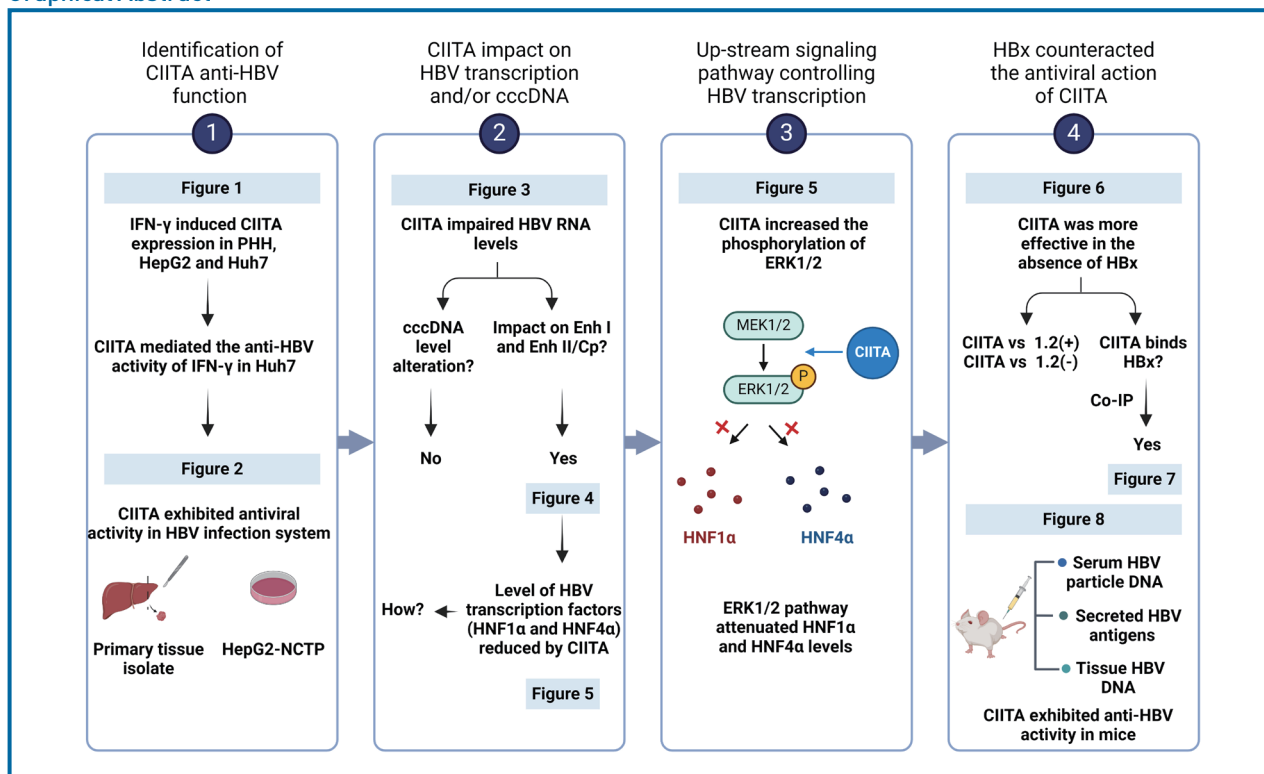 Identification of
CIITA anti-HBV
function
1
Figure 1
IFN-γ induced CIITA
expression in PHH,
HepG2 and Huh7
CIITA mediated the anti-HBV
activity of IFN-γ in Huh7
Figure 2
CIITA exhibited antiviral
activity in HBV infection system
Primary tissue
isolate
HepG2-NCTP
CIITA impact on
HBV transcription
and/or cccDNA
2
Figure 3
CIITA impaired HBV RNA
levels
cccDNA
level
alteration?
No
Impact on Enh I
and Enh II/Cp?
Yes
Figure 4
Level of HBV
transcription factors
(HNF1α and HNF4α)
reduced by CIITA
How?
Figure 5
Up-stream signaling
pathway controlling
HBV transcription
3
Figure 5
CIITA increased the
phosphorylation of
ERK1/2
MEK1/2
CIITA
P
ERK1/2
HNF1α
HNF4α
ERK1/2 pathway
attenuated HNF1α
and HNF4α levels
HBx counteracted
the antiviral action
of CIITA
4
Figure 6
CIITA was more
effective in the
absence of HBx
CIITA vs 1.2(+)
CIITA vs 1.2(-)
CIITA binds
HBx?
Co-IP
Yes
Figure 7
Figure 8
Serum HBV
particle DNA
Secreted HBV
antigens
Tissue HBV
DNA
CIITA exhibited anti-HBV
activity in mice